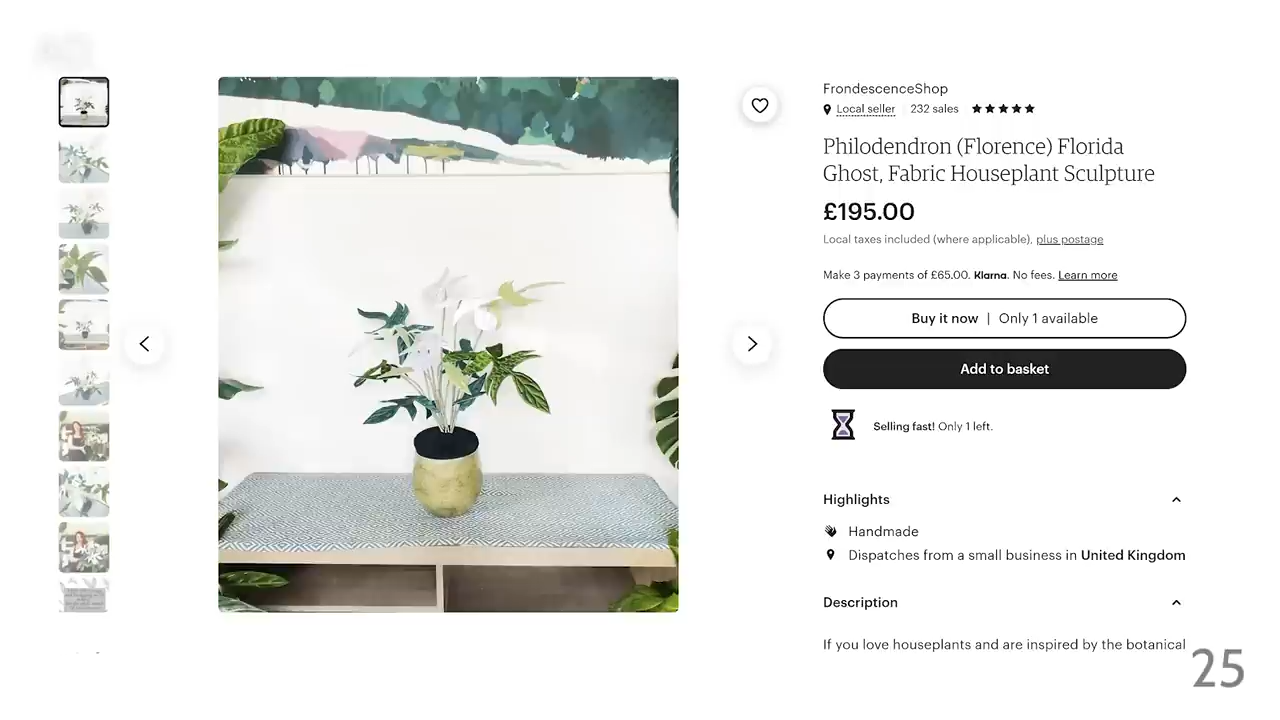 FrondescenceShop
Local seller 232 sales ★★★★★
Philodendron (Florence) Florida
Ghost, Fabric Houseplant Sculpture
£195.00
Local taxes included (where applicable), plus postage
Make 3 payments of £65.00. Klarna. No fees. Learn more
Buy it now | Only 1 available
Add to basket
Selling fast! Only 1 left.
Highlights
Handmade
Dispatches from a small business in United Kingdom
Description
If you love houseplants and are inspired by the botanical
25